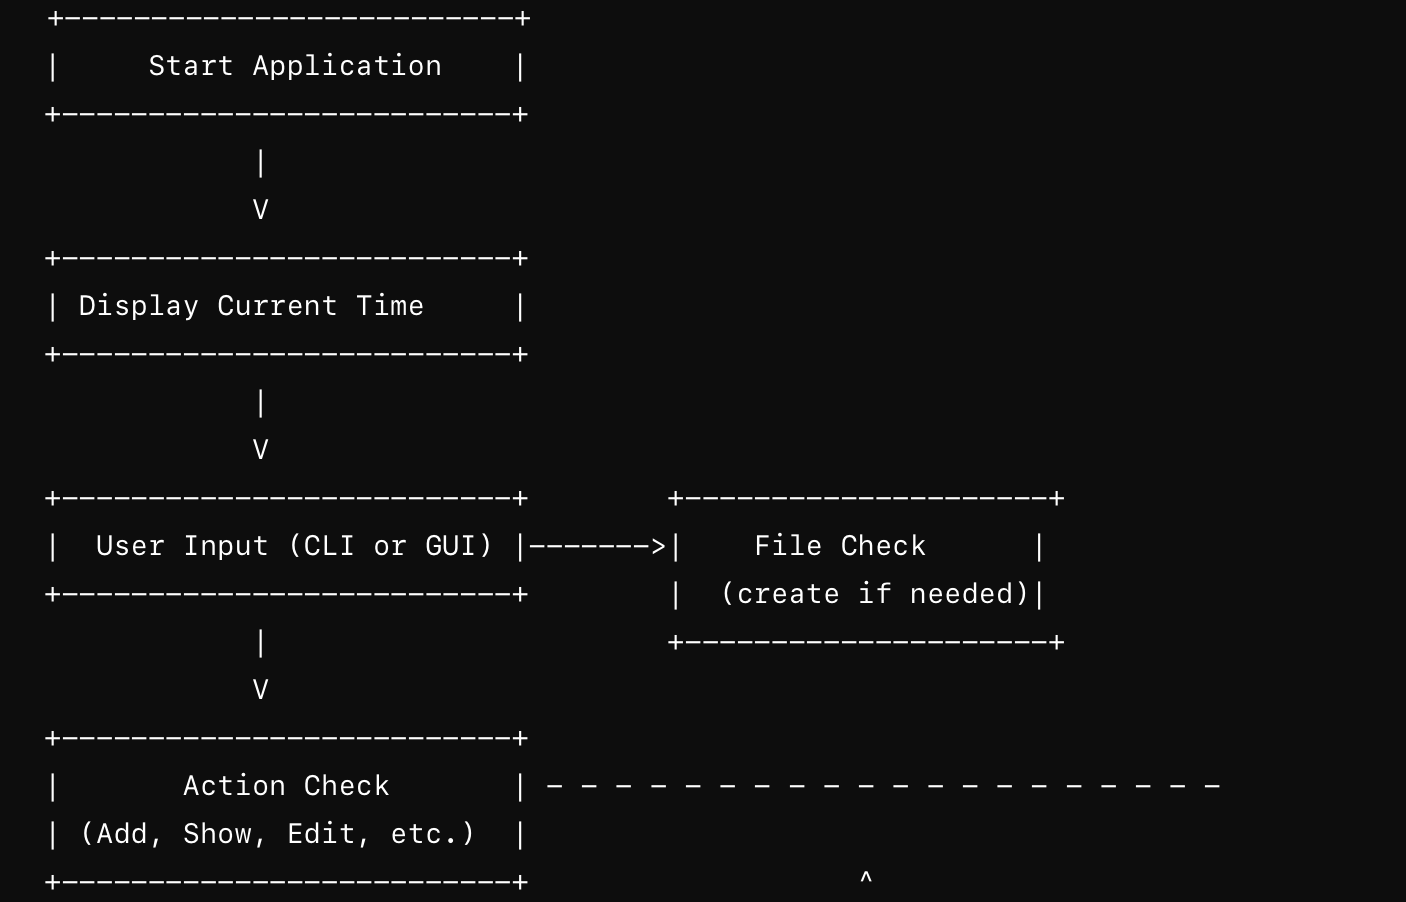 +--------------------------+
|     Start Application    |
+--------------------------+
            |
            V
+--------------------------+
| Display Current Time     |
+--------------------------+
            |
            V
+--------------------------+        +---------------------+
|  User Input (CLI or GUI) |------->|    File Check      |
+--------------------------+        |  (create if needed)|
            |                       +---------------------+
            V
+--------------------------+
|       Action Check       | - - - - - - - - - - - - - - - - - - - -
| (Add, Show, Edit, etc.)  |
+--------------------------+                   ^